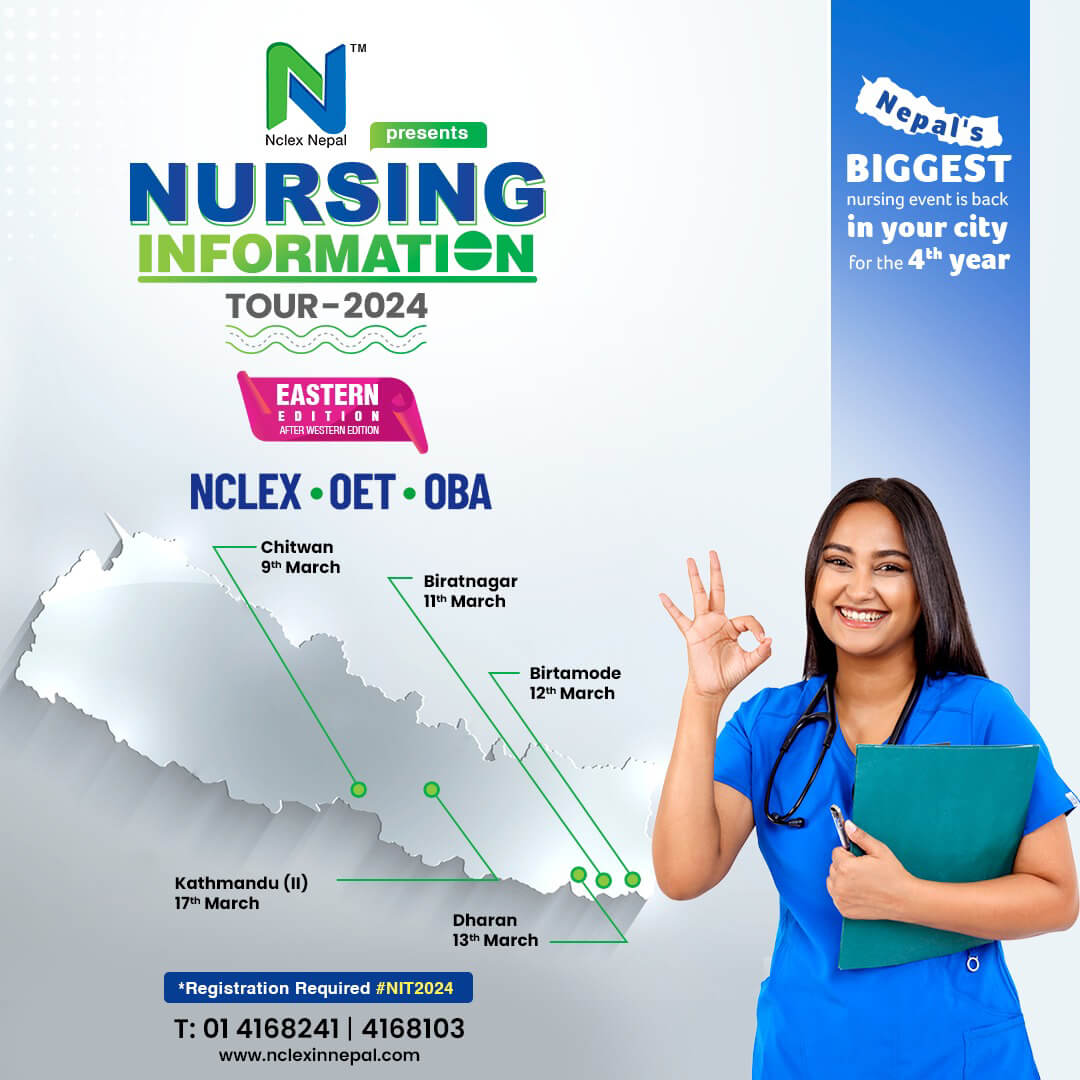 TM
Nclex Nepal
presents
NURSING
INFORMATION
TOUR-2024
EASTERN
EDITION
AFTER WESTERN EDITION
NCLEX • OET • OBA
Nepal's
BIGGEST
nursing event is back
in your city
for the 4th year
Chitwan
9th March
Biratnagar
11th March
Birtamode
12th March
Kathmandu (II)
17th March
Dharan
13th March
*Registration Required #NIT2024
T: 01 4168241 | 4168103
www.nclexinnepal.com